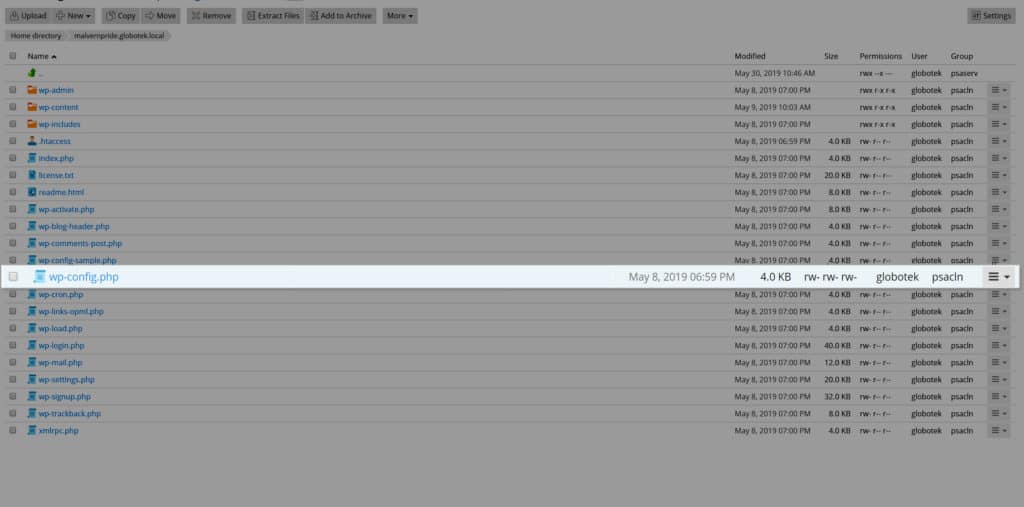 Upload New Copy Move Remove Extract Files Add to Archive More Settings
Home directory malvernpride.globotek.local
Name Modified Size Permissions User Group
.. May 30, 2019 10:46 AM rwx --x --- globotek psaserv
wp-admin May 8, 2019 07:00 PM rwx r-x r-x globotek psacln
wp-content May 9, 2019 10:03 AM rwx r-x r-x globotek psacln
wp-includes May 8, 2019 07:00 PM rwx r-x r-x globotek psacln
.htaccess May 8, 2019 06:59 PM 4.0 KB rw- r-- r-- globotek psacln
index.php May 8, 2019 07:00 PM 4.0 KB rw- r-- r-- globotek psacln
license.txt May 8, 2019 07:00 PM 20.0 KB rw- r-- r-- globotek psacln
readme.html May 8, 2019 07:00 PM 8.0 KB rw- r-- r-- globotek psacln
wp-activate.php May 8, 2019 07:00 PM 8.0 KB rw- r-- r-- globotek psacln
wp-blog-header.php May 8, 2019 07:00 PM 4.0 KB rw- r-- r-- globotek psacln
wp-comments-post.php May 8, 2019 07:00 PM 4.0 KB rw- r-- r-- globotek psacln
wp-config-sample.php May 8, 2019 07:00 PM 4.0 KB rw- r-- r-- globotek psacln
wp-config.php May 8, 2019 06:59 PM 4.0 KB rw- rw- rw- globotek psacln
wp-cron.php May 8, 2019 07:00 PM 4.0 KB rw- r-- r-- globotek psacln
wp-links-opml.php May 8, 2019 07:00 PM 4.0 KB rw- r-- r-- globotek psacln
wp-load.php May 8, 2019 07:00 PM 4.0 KB rw- r-- r-- globotek psacln
wp-login.php May 8, 2019 07:00 PM 40.0 KB rw- r-- r-- globotek psacln
wp-mail.php May 8, 2019 07:00 PM 12.0 KB rw- r-- r-- globotek psacln
wp-settings.php May 8, 2019 07:00 PM 20.0 KB rw- r-- r-- globotek psacln
wp-signup.php May 8, 2019 07:00 PM 32.0 KB rw- r-- r-- globotek psacln
wp-trackback.php May 8, 2019 07:00 PM 8.0 KB rw- r-- r-- globotek psacln
xmlrpc.php May 8, 2019 07:00 PM 4.0 KB rw- r-- r-- globotek psacln